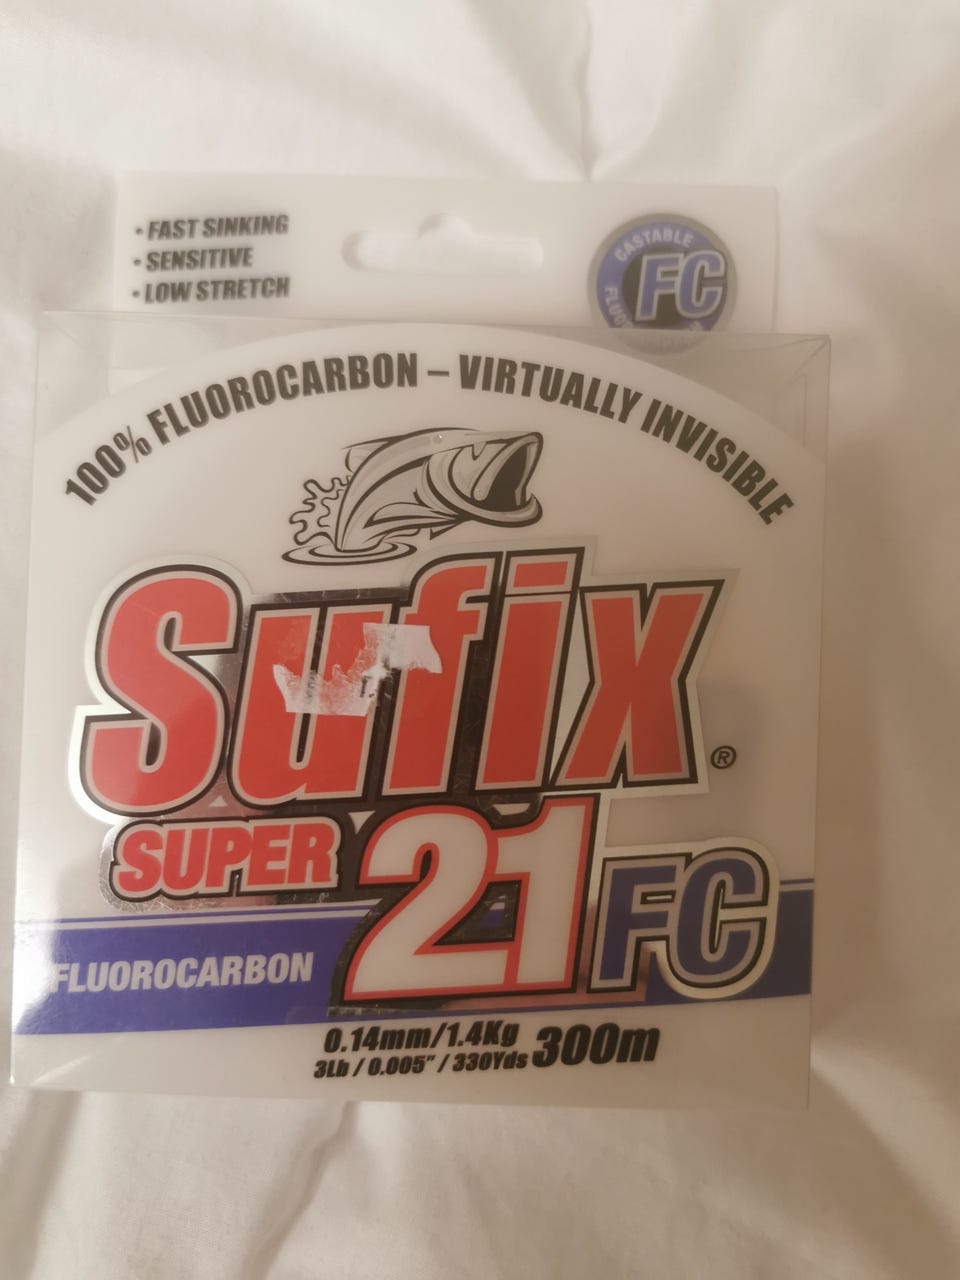 • FAST SINKING
• SENSITIVE
• LOW STRETCH
CASTABLE
FC
100% FLUOROCARBON – VIRTUALLY INVISIBLE
Sufix®
SUPER 21 FC
FLUOROCARBON
0.14mm/1.4Kg 300m
3Lb / 0.005” / 330Yds